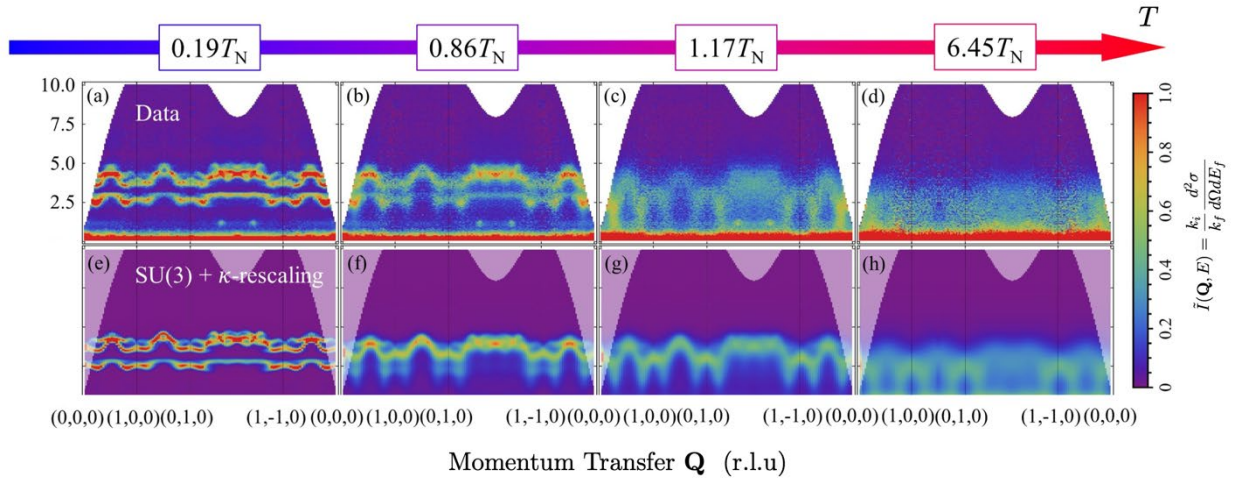 T
0.19T_N 0.86T_N 1.17T_N 6.45T_N
(a) (b) (c) (d)
Data
10.0
7.5
5.0
2.5
(e) (f) (g) (h)
SU(3) + κ-rescaling
(0,0,0) (1,0,0) (0,1,0) (1,-1,0) (0,0,0) (1,0,0) (0,1,0) (1,-1,0) (0,0,0) (1,0,0) (0,1,0) (1,-1,0) (0,0,0) (1,0,0) (0,1,0) (1,-1,0) (0,0,0)
Momentum Transfer Q (r.l.u)
1.0
0.8
0.6
0.4
0.2
0
Ĩ(Q, E) = k_i/k_f d²σ/dΩdE_f